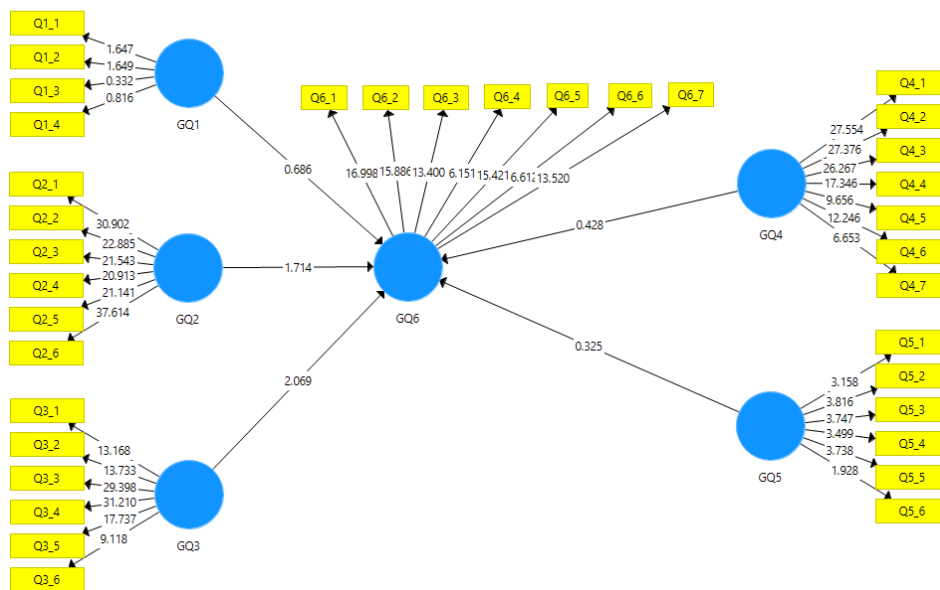 Q1_1
Q1_2
Q1_3
Q1_4
1.647
1.649
0.332
0.816
GQ1
Q2_1
Q2_2
Q2_3
Q2_4
Q2_5
Q2_6
30.902
22.885
21.543
20.913
21.141
37.614
GQ2
Q3_1
Q3_2
Q3_3
Q3_4
Q3_5
Q3_6
13.168
13.733
29.398
31.210
17.737
9.118
GQ3
0.686
1.714
2.069
Q6_1 Q6_2 Q6_3 Q6_4 Q6_5 Q6_6 Q6_7
16.998 15.886 13.400 6.151 15.421 6.612 13.520
GQ6
0.428
0.325
Q4_1
Q4_2
Q4_3
Q4_4
Q4_5
Q4_6
Q4_7
27.554
27.376
26.267
17.346
9.656
12.246
6.653
GQ4
Q5_1
Q5_2
Q5_3
Q5_4
Q5_5
Q5_6
3.158
3.816
3.747
3.499
3.738
1.928
GQ5